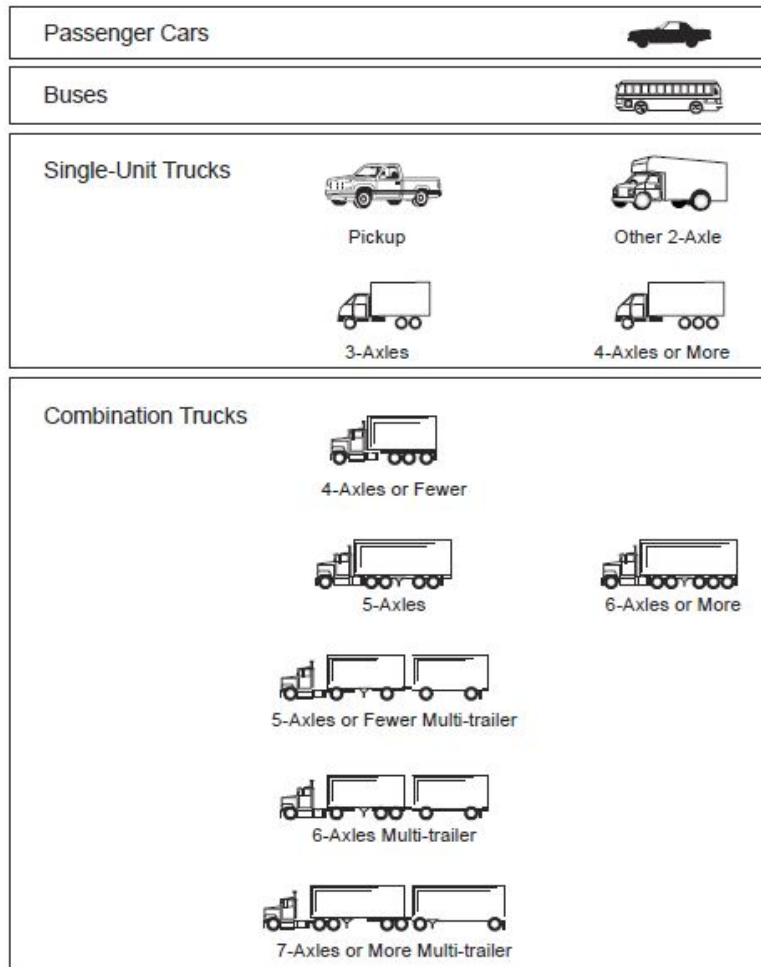 Passenger Cars
Buses
Single-Unit Trucks
Pickup
Other 2-Axle
3-Axles
4-Axles or More
Combination Trucks
4-Axles or Fewer
5-Axles
6-Axles or More
5-Axles or Fewer Multi-trailer
6-Axles Multi-trailer
7-Axles or More Multi-trailer